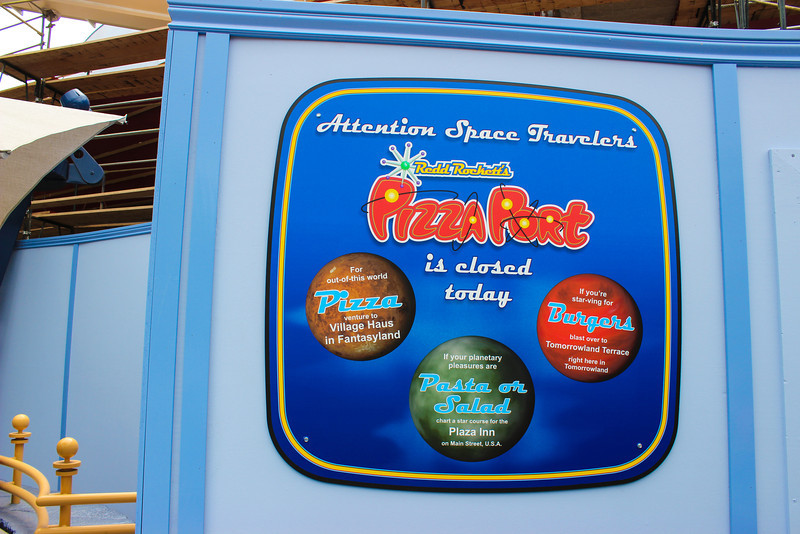 Attention Space Travelers
Redd Rockett's
Pizza Port
is closed
today
For
out-of-this world
Pizza
venture to
Village Haus
in Fantasyland
If you're
star-ving for
Burgers
blast over to
Tomorrowland Terrace
right here in
Tomorrowland
If your planetary
pleasures are
Pasta or
Salad
chart a star course for the
Plaza Inn
on Main Street, U.S.A.